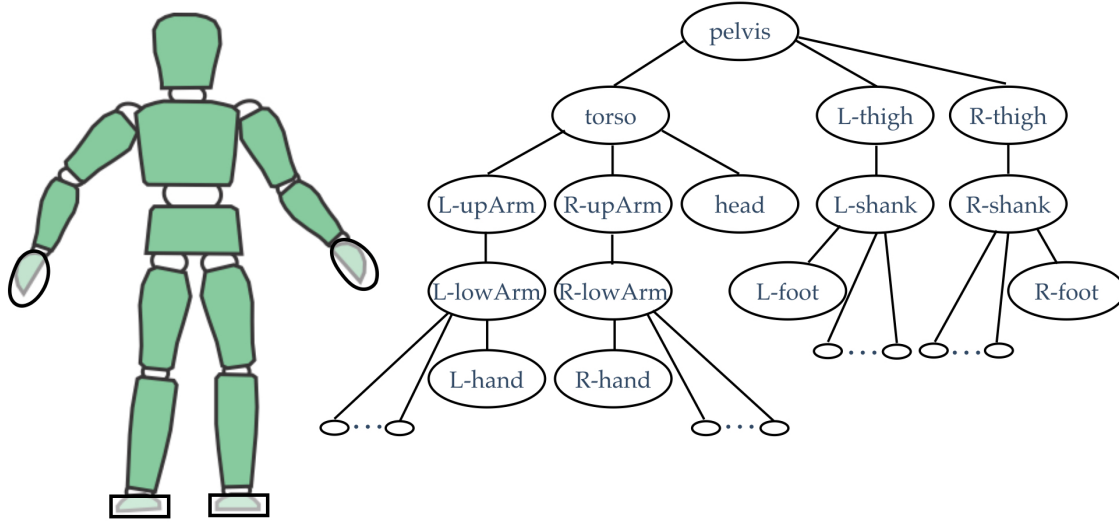 pelvis
torso
L-thigh
R-thigh
L-upArm
R-upArm
head
L-shank
R-shank
L-lowArm
R-lowArm
L-foot
R-foot
...
...
L-hand
R-hand
...
...